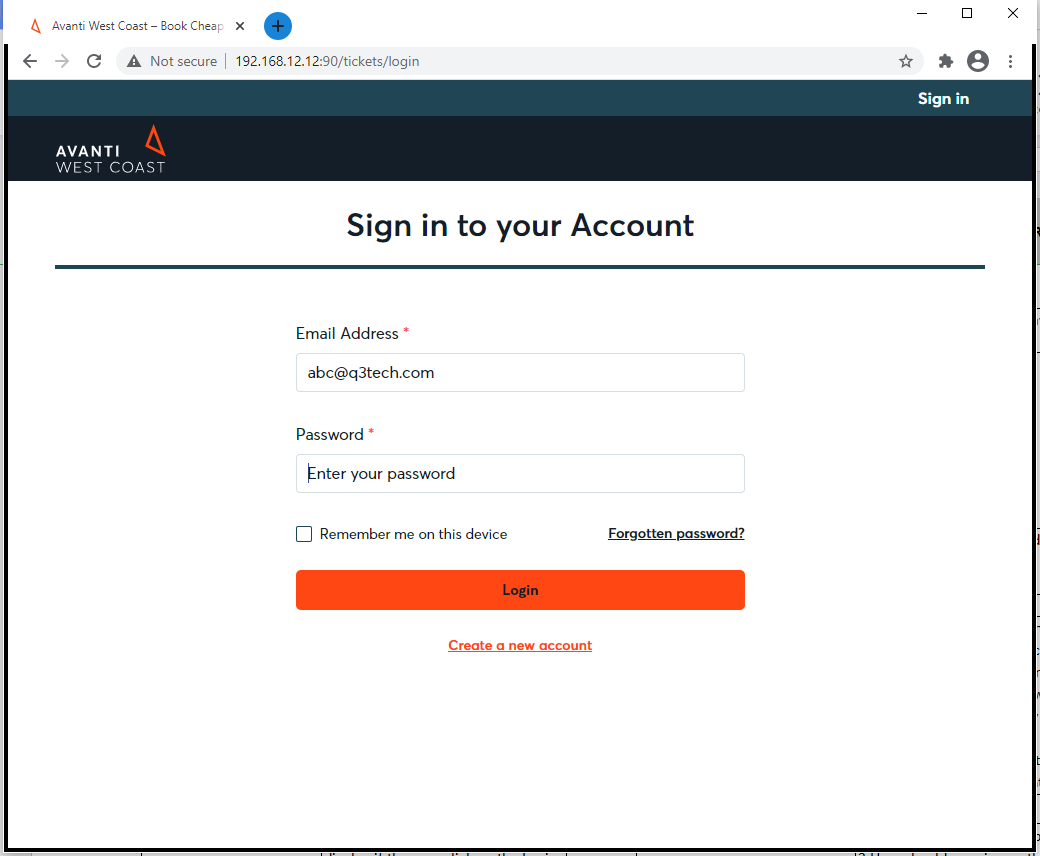 Avanti West Coast – Book Cheap
Not secure
192.168.12.12:90/tickets/login
Sign in
AVANTI
WEST COAST
Sign in to your Account
Email Address *
abc@q3tech.com
Password *
Enter your password
Remember me on this device
Forgotten password?
Login
Create a new account